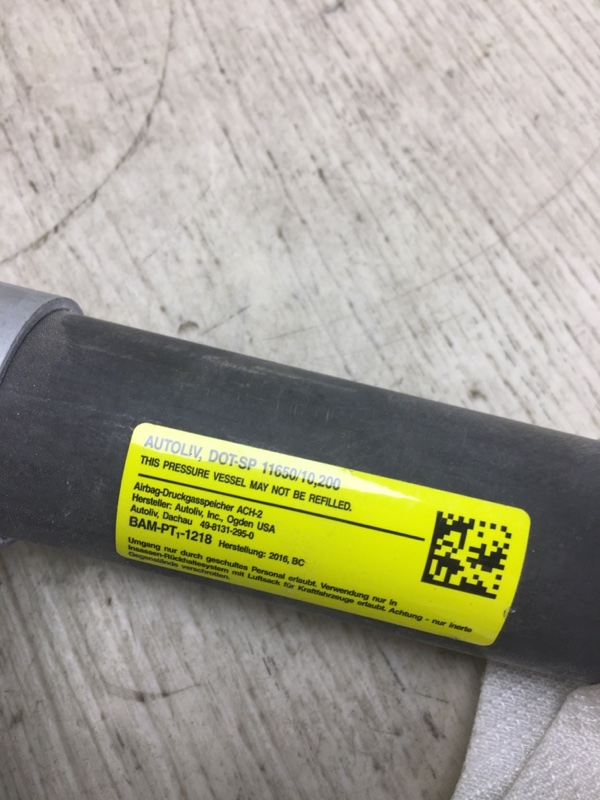 AUTOLIV, DOT-SP 11650/10,200
THIS PRESSURE VESSEL MAY NOT BE REFILLED.
Airbag-Druckgasspeicher ACH-2
Hersteller: Autoliv, Inc., Ogden USA
Autoliv, Dachau 49-8131-295-0
BAM-PT₁-1218 Herstellung: 2016, BC
Umgang nur durch geschultes Personal erlaubt. Verwendung nur in
Insassen-Rückhaltesystem mit Luftsack für Kraftfahrzeuge erlaubt. Achtung - nur inerte
Gegenstände verschrotten.